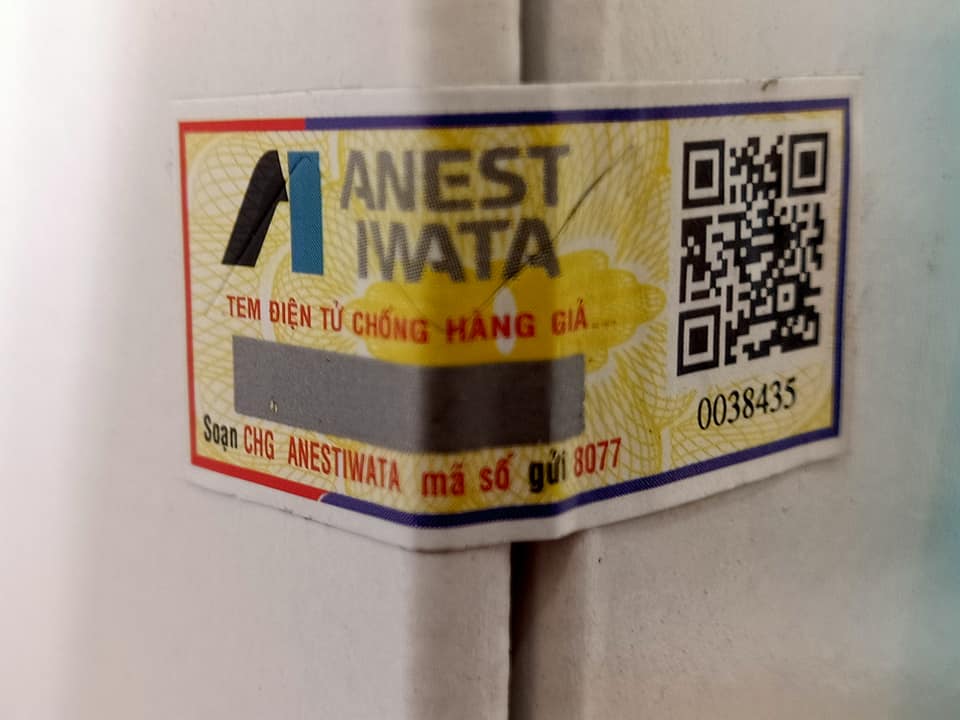 ANEST
IWATA
TEM ĐIỆN TỬ CHỐNG HÀNG GIẢ
Soạn CHG ANESTIWATA mã số gửi 8077
0038435